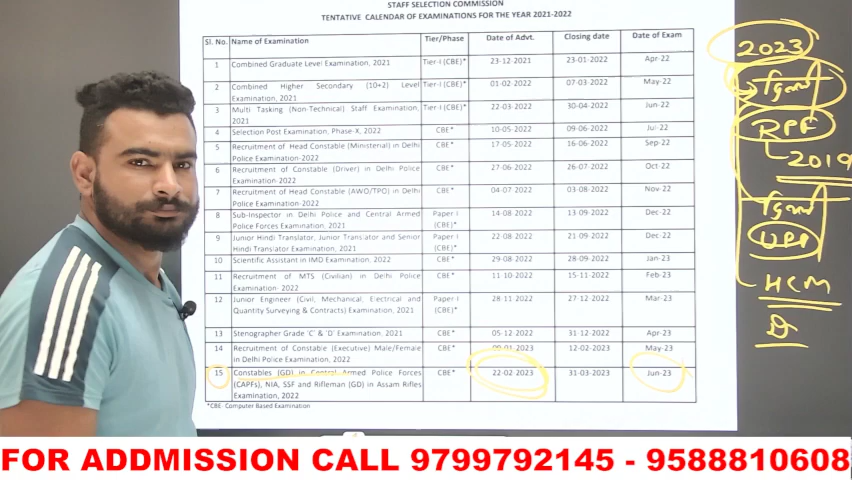 STAFF SELECTION COMMISSION
TENTATIVE CALENDAR OF EXAMINATIONS FOR THE YEAR 2021-2022
Sl. No. Name of Examination Tier/Phase Date of Advt. Closing date Date of Exam
1 Combined Graduate Level Examination, 2021 Tier-I (CBE)* 23-12-2021 23-01-2022 Apr-22
2 Combined Higher Secondary (10+2) Level Tier-I (CBE)* 01-02-2022 07-03-2022 May-22
Examination, 2021
3 Multi Tasking (Non-Technical) Staff Examination, Tier-I (CBE)* 22-03-2022 30-04-2022 Jun-22
2021
4 Selection Post Examination, Phase-X, 2022 CBE* 10-05-2022 09-06-2022 Jul-22
5 Recruitment of Head Constable (Ministerial) in Delhi CBE* 17-05-2022 16-06-2022 Sep-22
Police Examination-2022
6 Recruitment of Constable (Driver) in Delhi Police CBE* 27-06-2022 26-07-2022 Oct-22
Examination-2022
7 Recruitment of Head Constable (AWO/TPO) in Delhi CBE* 04-07-2022 03-08-2022 Nov-22
Police Examination-2022
8 Sub-Inspector in Delhi Police and Central Armed Paper-I 14-08-2022 13-09-2022 Dec-22
Police Forces Examination, 2021 (CBE)*
9 Junior Hindi Translator, Junior Translator and Senior Paper-I 22-08-2022 21-09-2022 Dec-22
Hindi Translator Examination, 2021 (CBE)*
10 Scientific Assistant in IMD Examination, 2022 CBE* 29-08-2022 28-09-2022 Jan-23
11 Recruitment of MTS (Civilian) in Delhi Police CBE* 11-10-2022 15-11-2022 Feb-23
Examination- 2022
12 Junior Engineer (Civil, Mechanical, Electrical and Paper-I 28-11-2022 27-12-2022 Mar-23
Quantity Surveying & Contracts) Examination, 2021 (CBE)*
13 Stenographer Grade 'C' & 'D' Examination, 2021 CBE* 05-12-2022 31-12-2022 Apr-23
14 Recruitment of Constable (Executive) Male/Female CBE* 09-01-2023 12-02-2023 May-23
in Delhi Police Examination, 2022
15 Constables (GD) in Central Armed Police Forces CBE* 22-02-2023 31-03-2023 Jun-23
(CAPFs), NIA, SSF and Rifleman (GD) in Assam Rifles
Examination, 2022
*CBE- Computer Based Examination
2023
RPF
2019
HCM
FOR ADDMISSION CALL 9799792145 - 9588810608